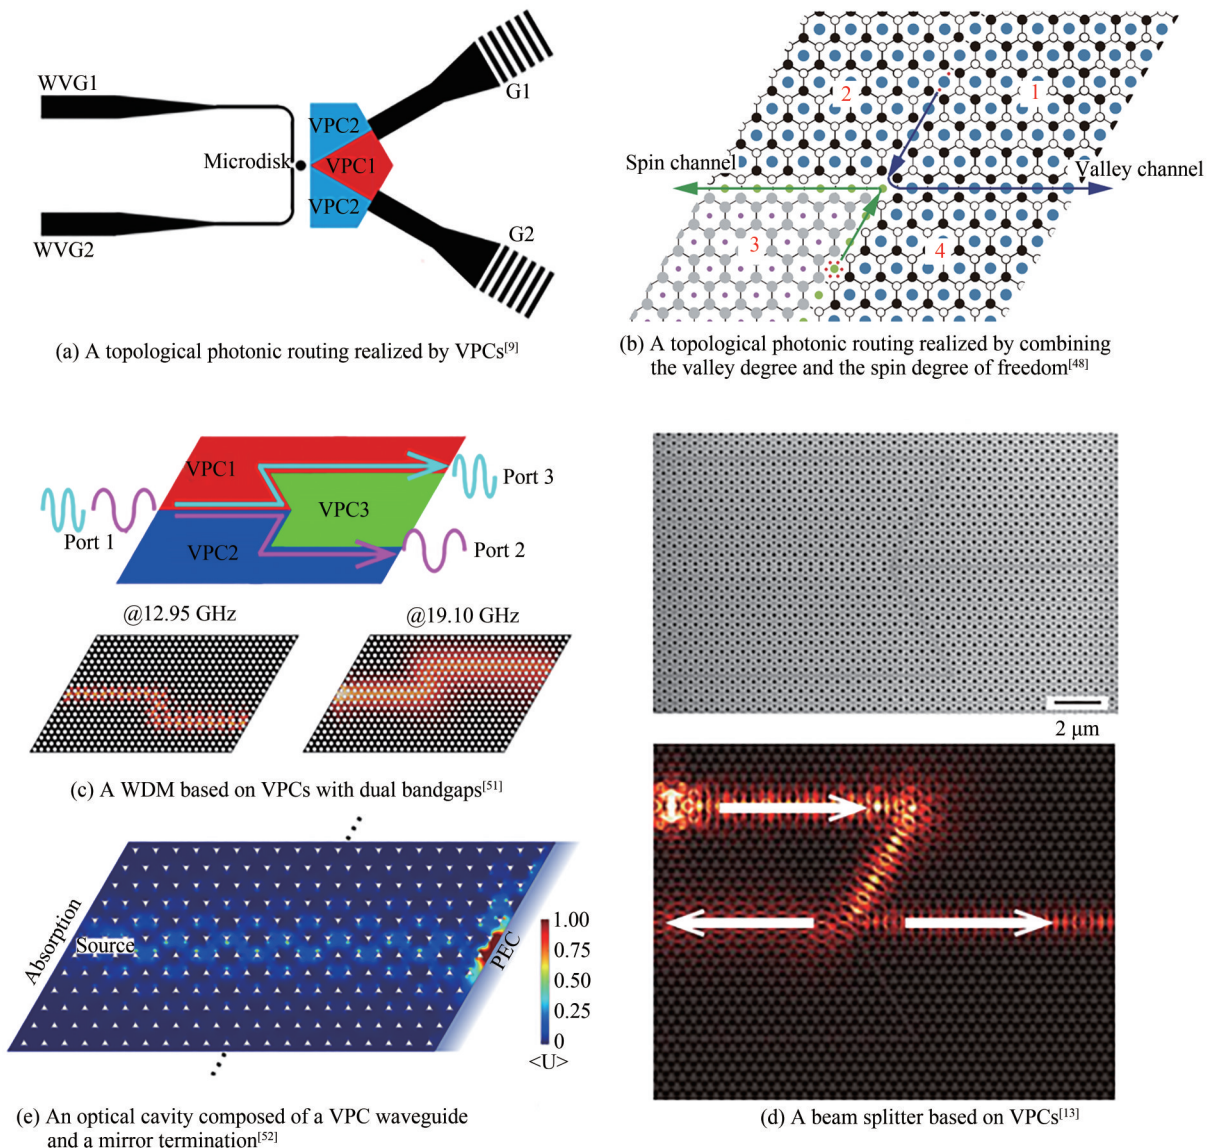 WVG1
WVG2
Microdisk
VPC2
VPC1
VPC2
G1
G2
(a) A topological photonic routing realized by VPCs[9]
2
1
Spin channel
Valley channel
3
4
(b) A topological photonic routing realized by combining
the valley degree and the spin degree of freedom[48]
VPC1
VPC3
VPC2
Port 1
Port 3
Port 2
@12.95 GHz
@19.10 GHz
(c) A WDM based on VPCs with dual bandgaps[51]
2 μm
Absorption
Source
PEC
1.00
0.75
0.50
0.25
0
<U>
(e) An optical cavity composed of a VPC waveguide
and a mirror termination[52]
(d) A beam splitter based on VPCs[13]